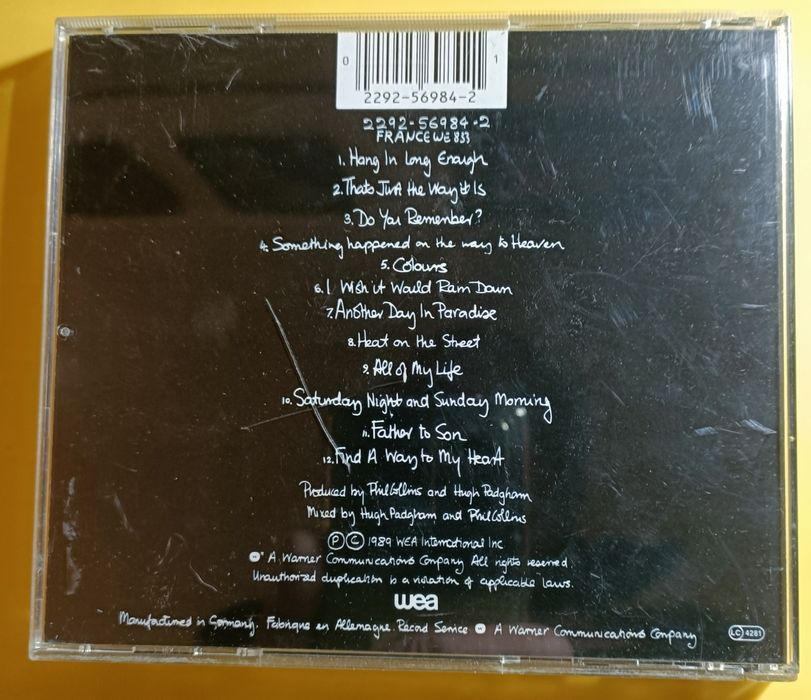 0 1
2292-56984-2
2292-56984-2
FRANCE WE 833
1. Hang In Long Enough
2. Thats Just the Way It Is
3. Do You Remember?
4. Something happened on the way to Heaven
5. Colours
6. I Wish it Would Rain Down
7. Another Day In Paradise
8. Heat on the Street
9. All of My Life
10. Saturday Night and Sunday Morning
11. Father to Son
12. Find A Way to My Heart
Produced by Phil Collins and Hugh Padgham
Mixed by Hugh Padgham and Phil Collins
Ⓟ © 1989 WEA International Inc
A Warner Communications Company All rights reserved
Unauthorized duplication is a violation of applicable laws.
wea
Manufactured in Germany. Fabriqué en Allemagne. Record Service A Warner Communications Company
LC 4281